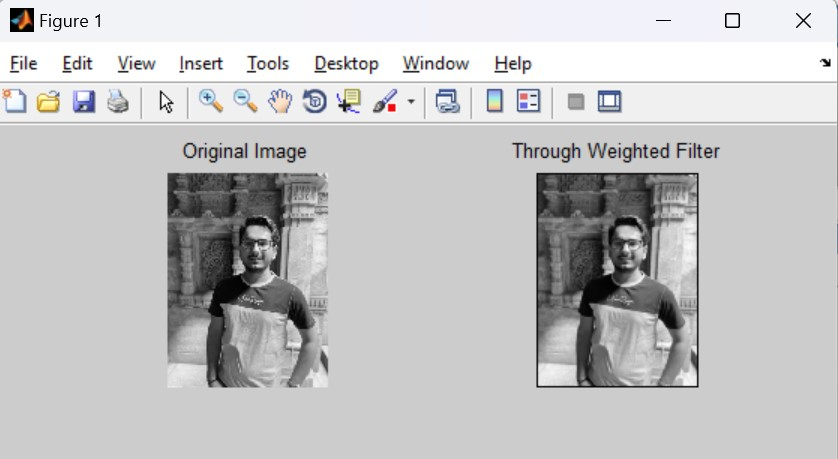 Figure 1
File Edit View Insert Tools Desktop Window Help
Original Image Through Weighted Filter